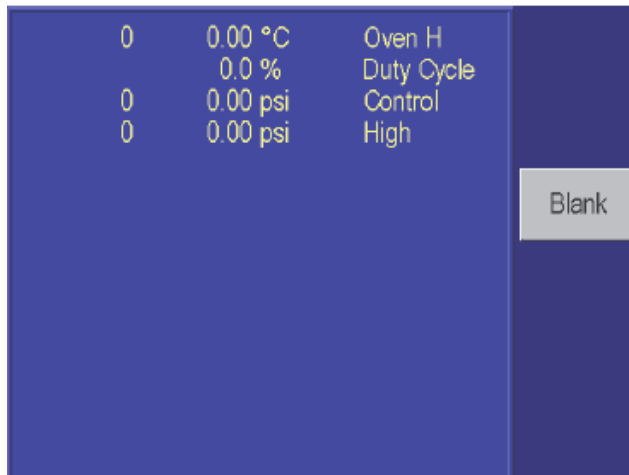 0 0.00 °C Oven H
0.0 % Duty Cycle
0 0.00 psi Control
0 0.00 psi High
Blank